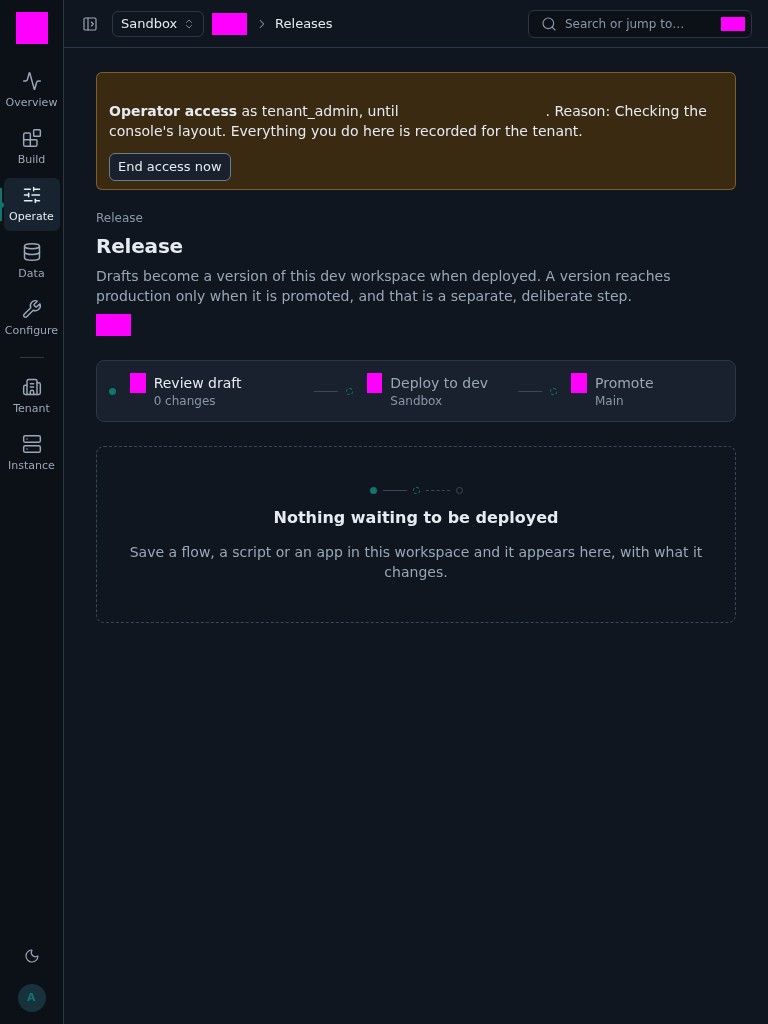 Sandbox
Releases
Search or jump to…
Overview
Build
Operate
Data
Configure
Tenant
Instance
A
Operator access as tenant_admin, until . Reason: Checking the
console's layout. Everything you do here is recorded for the tenant.
End access now
Release
Release
Drafts become a version of this dev workspace when deployed. A version reaches
production only when it is promoted, and that is a separate, deliberate step.
Review draft
0 changes
Deploy to dev
Sandbox
Promote
Main
Nothing waiting to be deployed
Save a flow, a script or an app in this workspace and it appears here, with what it
changes.